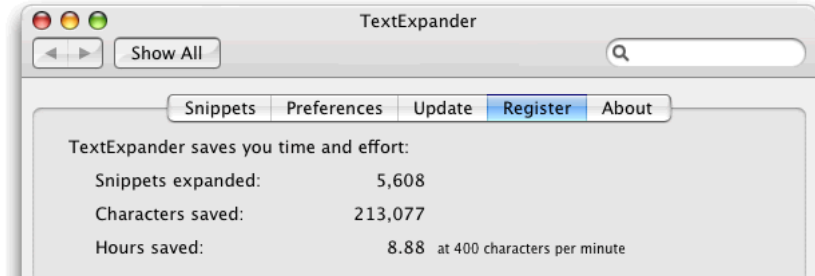 TextExpander
Show All
Snippets Preferences Update Register About
TextExpander saves you time and effort:
Snippets expanded: 5,608
Characters saved: 213,077
Hours saved: 8.88 at 400 characters per minute